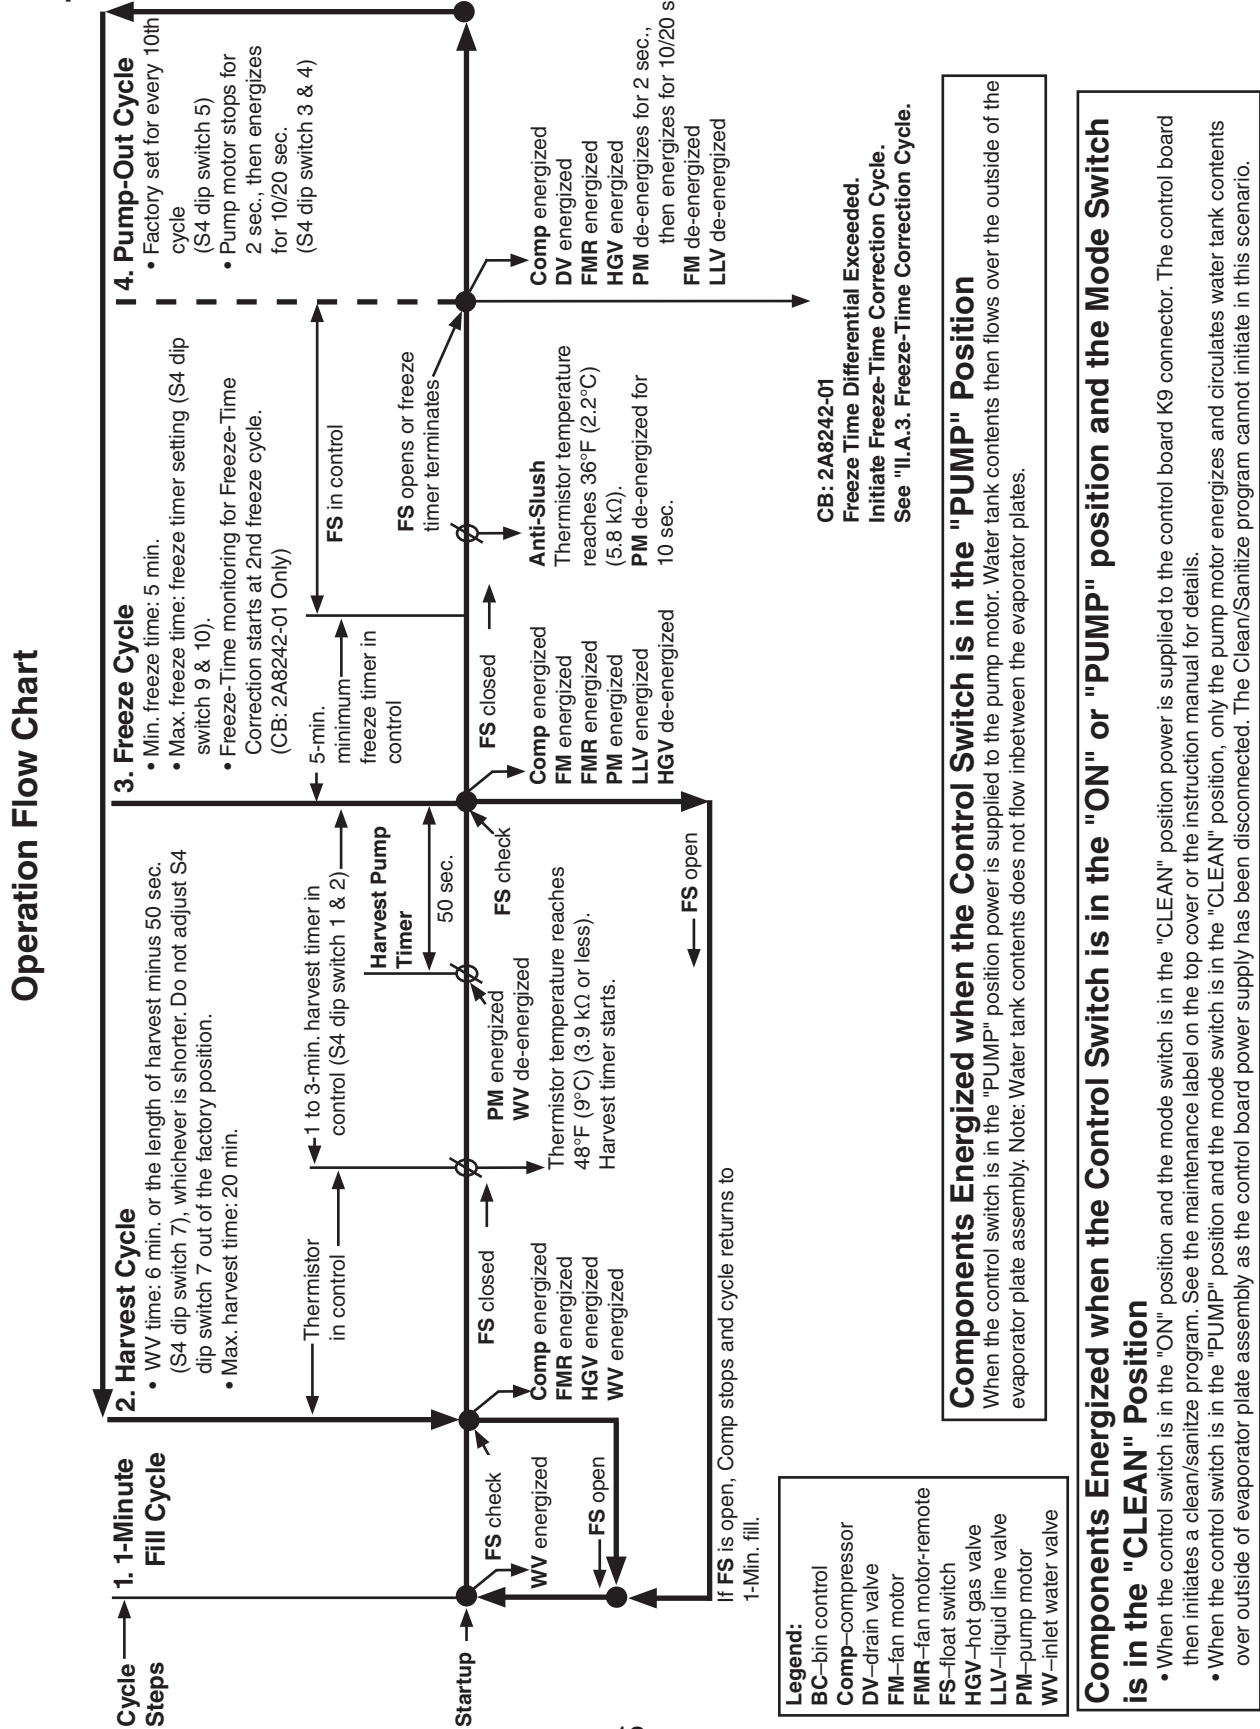 Operation Flow Chart
Cycle
Steps
1. 1-Minute
Fill Cycle
2. Harvest Cycle
• WV time: 6 min. or the length of harvest minus 50 sec.
(S4 dip switch 7), whichever is shorter. Do not adjust S4
dip switch 7 out of the factory position.
• Max. harvest time: 20 min.
3. Freeze Cycle
• Min. freeze time: 5 min.
• Max. freeze time: freeze timer setting (S4 dip
switch 9 & 10).
• Freeze-Time monitoring for Freeze-Time
Correction starts at 2nd freeze cycle.
(CB: 2A8242-01 Only)
4. Pump-Out Cycle
• Factory set for every 10th
cycle
(S4 dip switch 5)
• Pump motor stops for
2 sec., then energizes
for 10/20 sec.
(S4 dip switch 3 & 4)
Thermistor
in control
1 to 3-min. harvest timer in
control (S4 dip switch 1 & 2)
Harvest Pump
Timer
50 sec.
5-min.
minimum
freeze timer in
control
FS in control
FS opens or freeze
timer terminates
Startup
FS check
WV energized
FS open
FS closed
Comp energized
FMR energized
HGV energized
WV energized
PM energized
WV de-energized
Thermistor temperature reaches
48°F (9°C) (3.9 kΩ or less).
Harvest timer starts.
FS check
FS closed
Comp energized
FM energized
FMR energized
PM energized
LLV energized
HGV de-energized
Anti-Slush
Thermistor temperature
reaches 36°F (2.2°C)
(5.8 kΩ).
PM de-energized for
10 sec.
Comp energized
DV energized
FMR energized
HGV energized
PM de-energizes for 2 sec.,
then energizes for 10/20 s
FM de-energized
LLV de-energized
FS open
If FS is open, Comp stops and cycle returns to
1-Min. fill.
CB: 2A8242-01
Freeze Time Differential Exceeded.
Initiate Freeze-Time Correction Cycle.
See "II.A.3. Freeze-Time Correction Cycle.
Legend:
BC–bin control
Comp–compressor
DV–drain valve
FM–fan motor
FMR–fan motor-remote
FS–float switch
HGV–hot gas valve
LLV–liquid line valve
PM–pump motor
WV–inlet water valve
Components Energized when the Control Switch is in the "PUMP" Position
When the control switch is in the "PUMP" position power is supplied to the pump motor. Water tank contents then flows over the outside of the
evaporator plate assembly. Note: Water tank contents does not flow inbetween the evaporator plates.
Components Energized when the Control Switch is in the "ON" or "PUMP" position and the Mode Switch
is in the "CLEAN" Position
• When the control switch is in the "ON" position and the mode switch is in the "CLEAN" position power is supplied to the control board K9 connector. The control board
then initiates a clean/sanitze program. See the maintenance label on the top cover or the instruction manual for details.
• When the control switch is in the "PUMP" position and the mode switch is in the "CLEAN" position, only the pump motor energizes and circulates water tank contents
over outside of evaporator plate assembly as the control board power supply has been disconnected. The Clean/Sanitize program cannot initiate in this scenario.